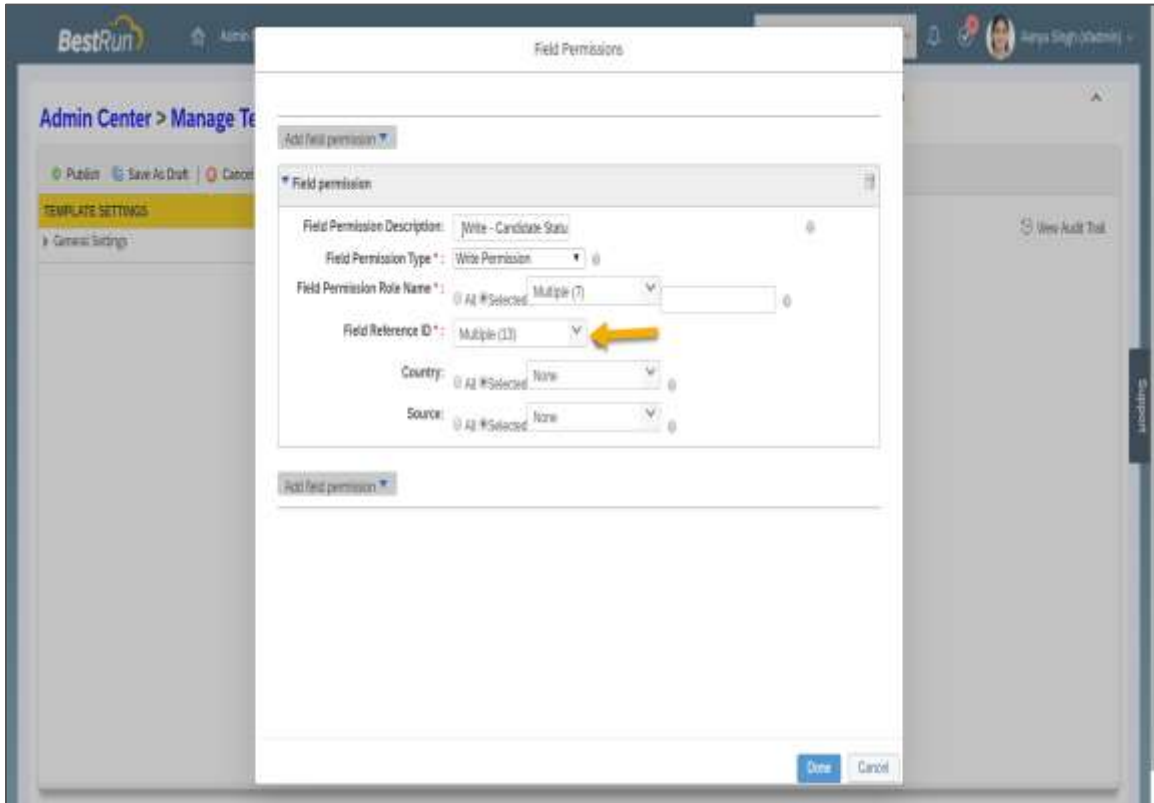 BestRun
Field Permissions
Aarya Singh (sfadmin)
Admin Center > Manage Te
Add field permission
Publish Save As Draft | Cancel
Field permission
TEMPLATE SETTINGS
General Settings
View Audit Trail
Field Permission Description: Write - Candidate Statu
Field Permission Type * : Write Permission
Field Permission Role Name * : All Selected Multiple (7)
Field Reference ID * : Multiple (13)
Country: All Selected None
Source: All Selected None
Support
Add field permission
Done Cancel